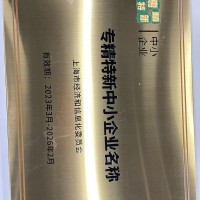 中小
企业
专精特新中小企业名称
上海市经济和信息化委员会
有效期：2023年3月-2026年2月